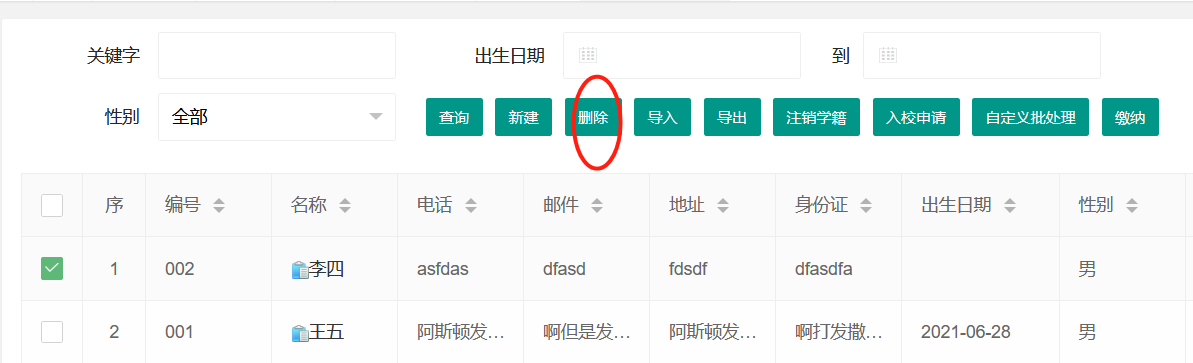 关键字 出生日期 到
性别 全部 查询 新建 删除 导入 导出 注销学籍 入校申请 自定义批处理 缴纳
序 编号 名称 电话 邮件 地址 身份证 出生日期 性别
1 002 李四 asfdas dfasd fdsdf dfasdfa 男
2 001 王五 阿斯顿发… 啊但是发… 阿斯顿发… 啊打发撒… 2021-06-28 男